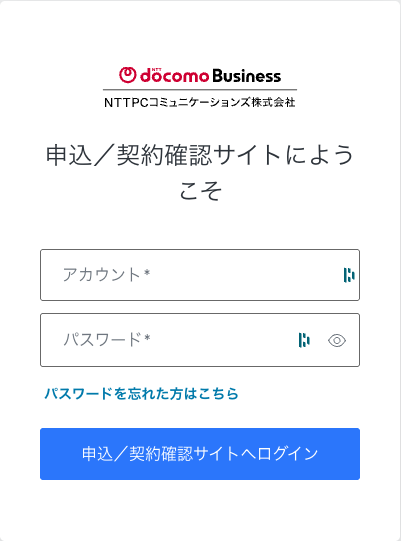 NTT
döcomo Business
NTTPCコミュニケーションズ株式会社
申込／契約確認サイトによう
こそ
アカウント*
パスワード*
パスワードを忘れた方はこちら
申込／契約確認サイトへログイン